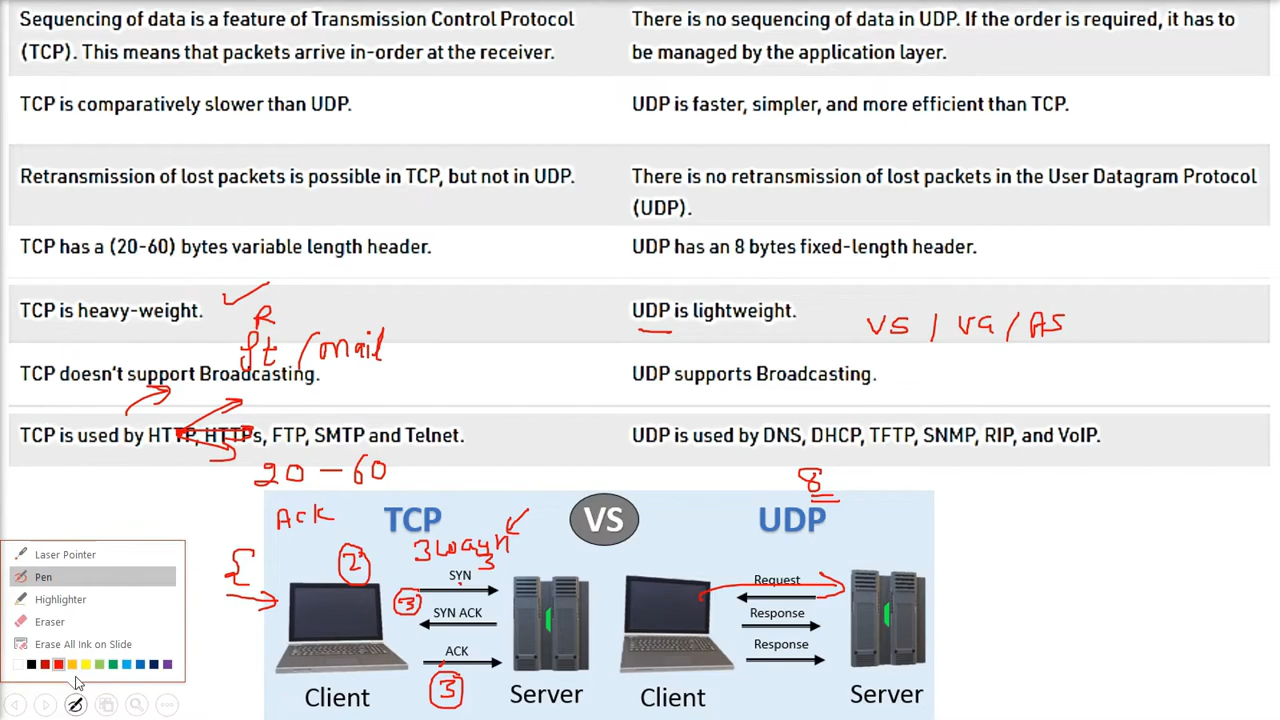 Sequencing of data is a feature of Transmission Control Protocol
(TCP). This means that packets arrive in-order at the receiver.
There is no sequencing of data in UDP. If the order is required, it has to
be managed by the application layer.
TCP is comparatively slower than UDP.
UDP is faster, simpler, and more efficient than TCP.
Retransmission of lost packets is possible in TCP, but not in UDP.
There is no retransmission of lost packets in the User Datagram Protocol
(UDP).
TCP has a (20-60) bytes variable length header.
UDP has an 8 bytes fixed-length header.
TCP is heavy-weight.
R
ft / mail
UDP is lightweight.
VS / VG / AS
TCP doesn't support Broadcasting.
UDP supports Broadcasting.
TCP is used by HTTP, HTTPs, FTP, SMTP and Telnet.
UDP is used by DNS, DHCP, TFTP, SNMP, RIP, and VoIP.
20 - 60
8
Ack
TCP
VS
UDP
3 way
3
2
SYN
3
SYN ACK
ACK
3
Client
Server
Request
Response
Response
Client
Server
Laser Pointer
Pen
Highlighter
Eraser
Erase All Ink on Slide